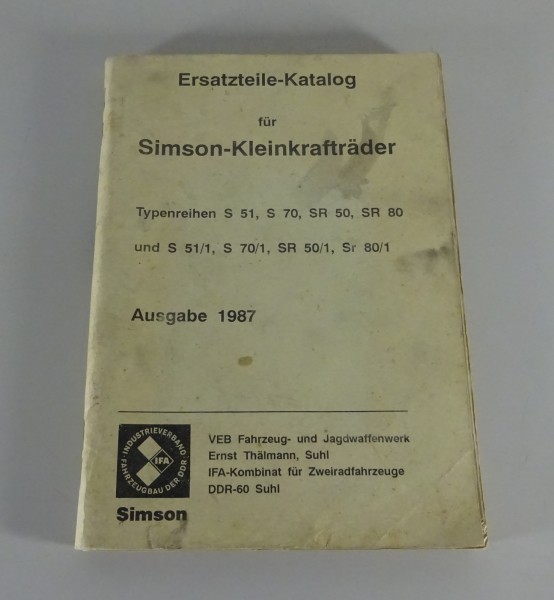 Ersatzteile-Katalog
für
Simson-Kleinkrafträder
Typenreihen S 51, S 70, SR 50, SR 80
und S 51/1, S 70/1, SR 50/1, Sr 80/1
Ausgabe 1987
INDUSTRIEVERBAND
FAHRZEUGBAU DER DDR
IFA
Simson
VEB Fahrzeug- und Jagdwaffenwerk
Ernst Thälmann, Suhl
IFA-Kombinat für Zweiradfahrzeuge
DDR-60 Suhl